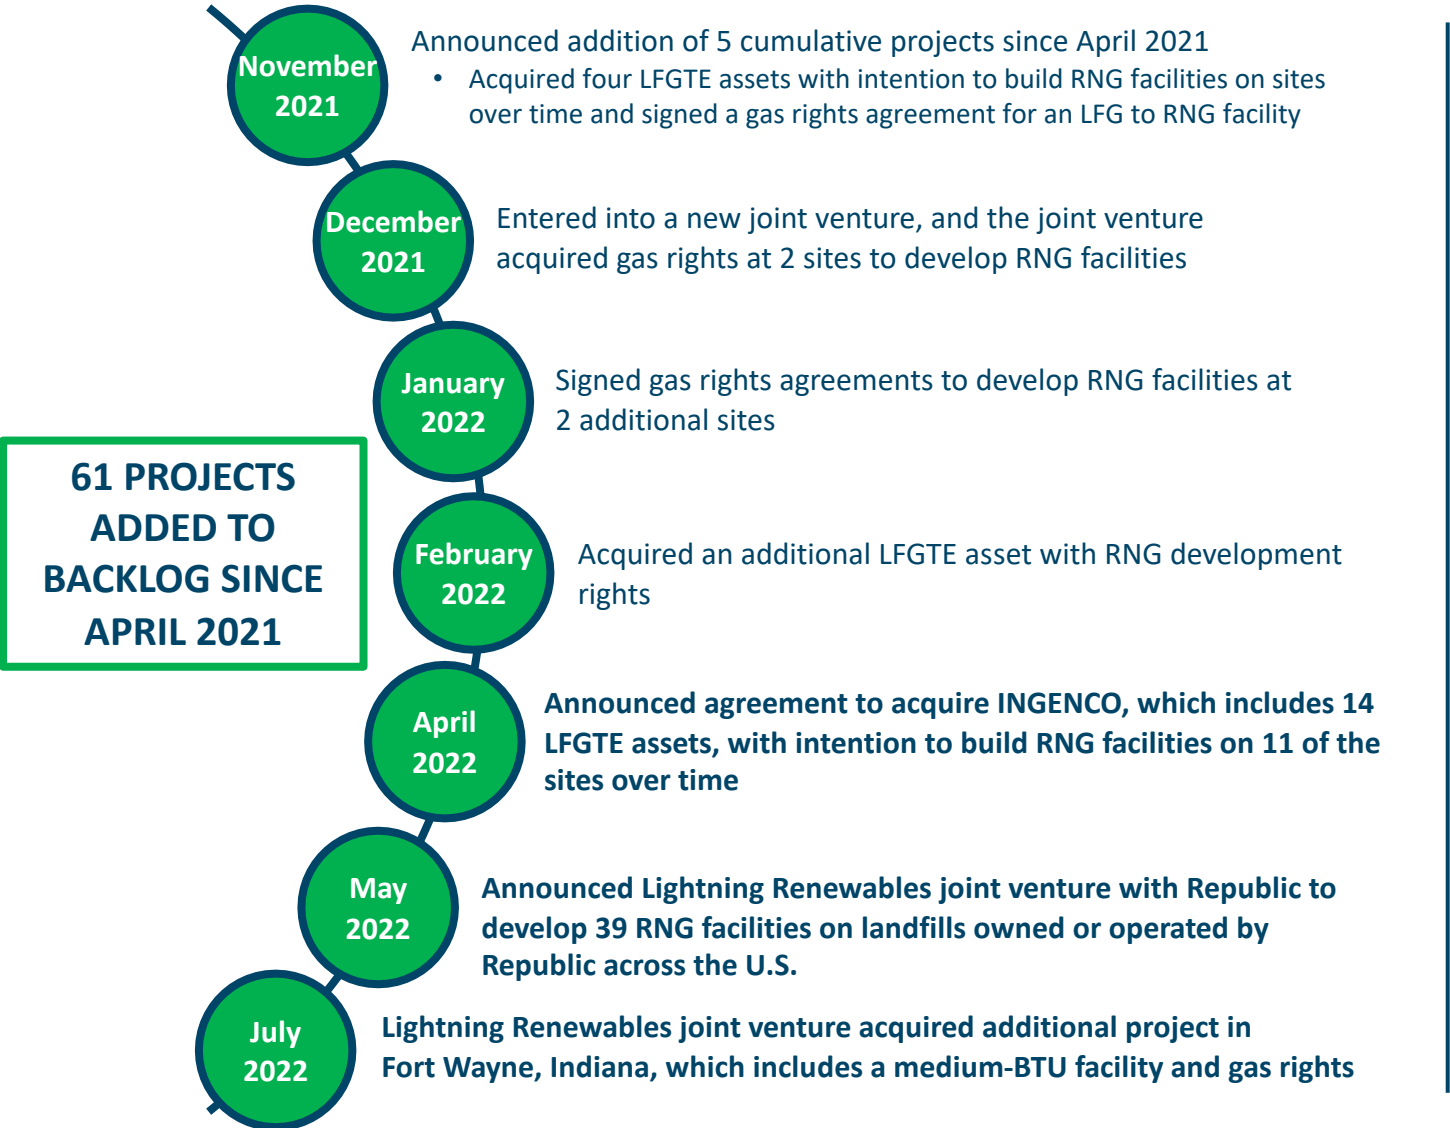 November
2021
Announced addition of 5 cumulative projects since April 2021
• Acquired four LFGTE assets with intention to build RNG facilities on sites
over time and signed a gas rights agreement for an LFG to RNG facility
December
2021
Entered into a new joint venture, and the joint venture
acquired gas rights at 2 sites to develop RNG facilities
January
2022
Signed gas rights agreements to develop RNG facilities at
2 additional sites
61 PROJECTS
ADDED TO
BACKLOG SINCE
APRIL 2021
February
2022
Acquired an additional LFGTE asset with RNG development
rights
April
2022
Announced agreement to acquire INGENCO, which includes 14
LFGTE assets, with intention to build RNG facilities on 11 of the
sites over time
May
2022
Announced Lightning Renewables joint venture with Republic to
develop 39 RNG facilities on landfills owned or operated by
Republic across the U.S.
July
2022
Lightning Renewables joint venture acquired additional project in
Fort Wayne, Indiana, which includes a medium-BTU facility and gas rights